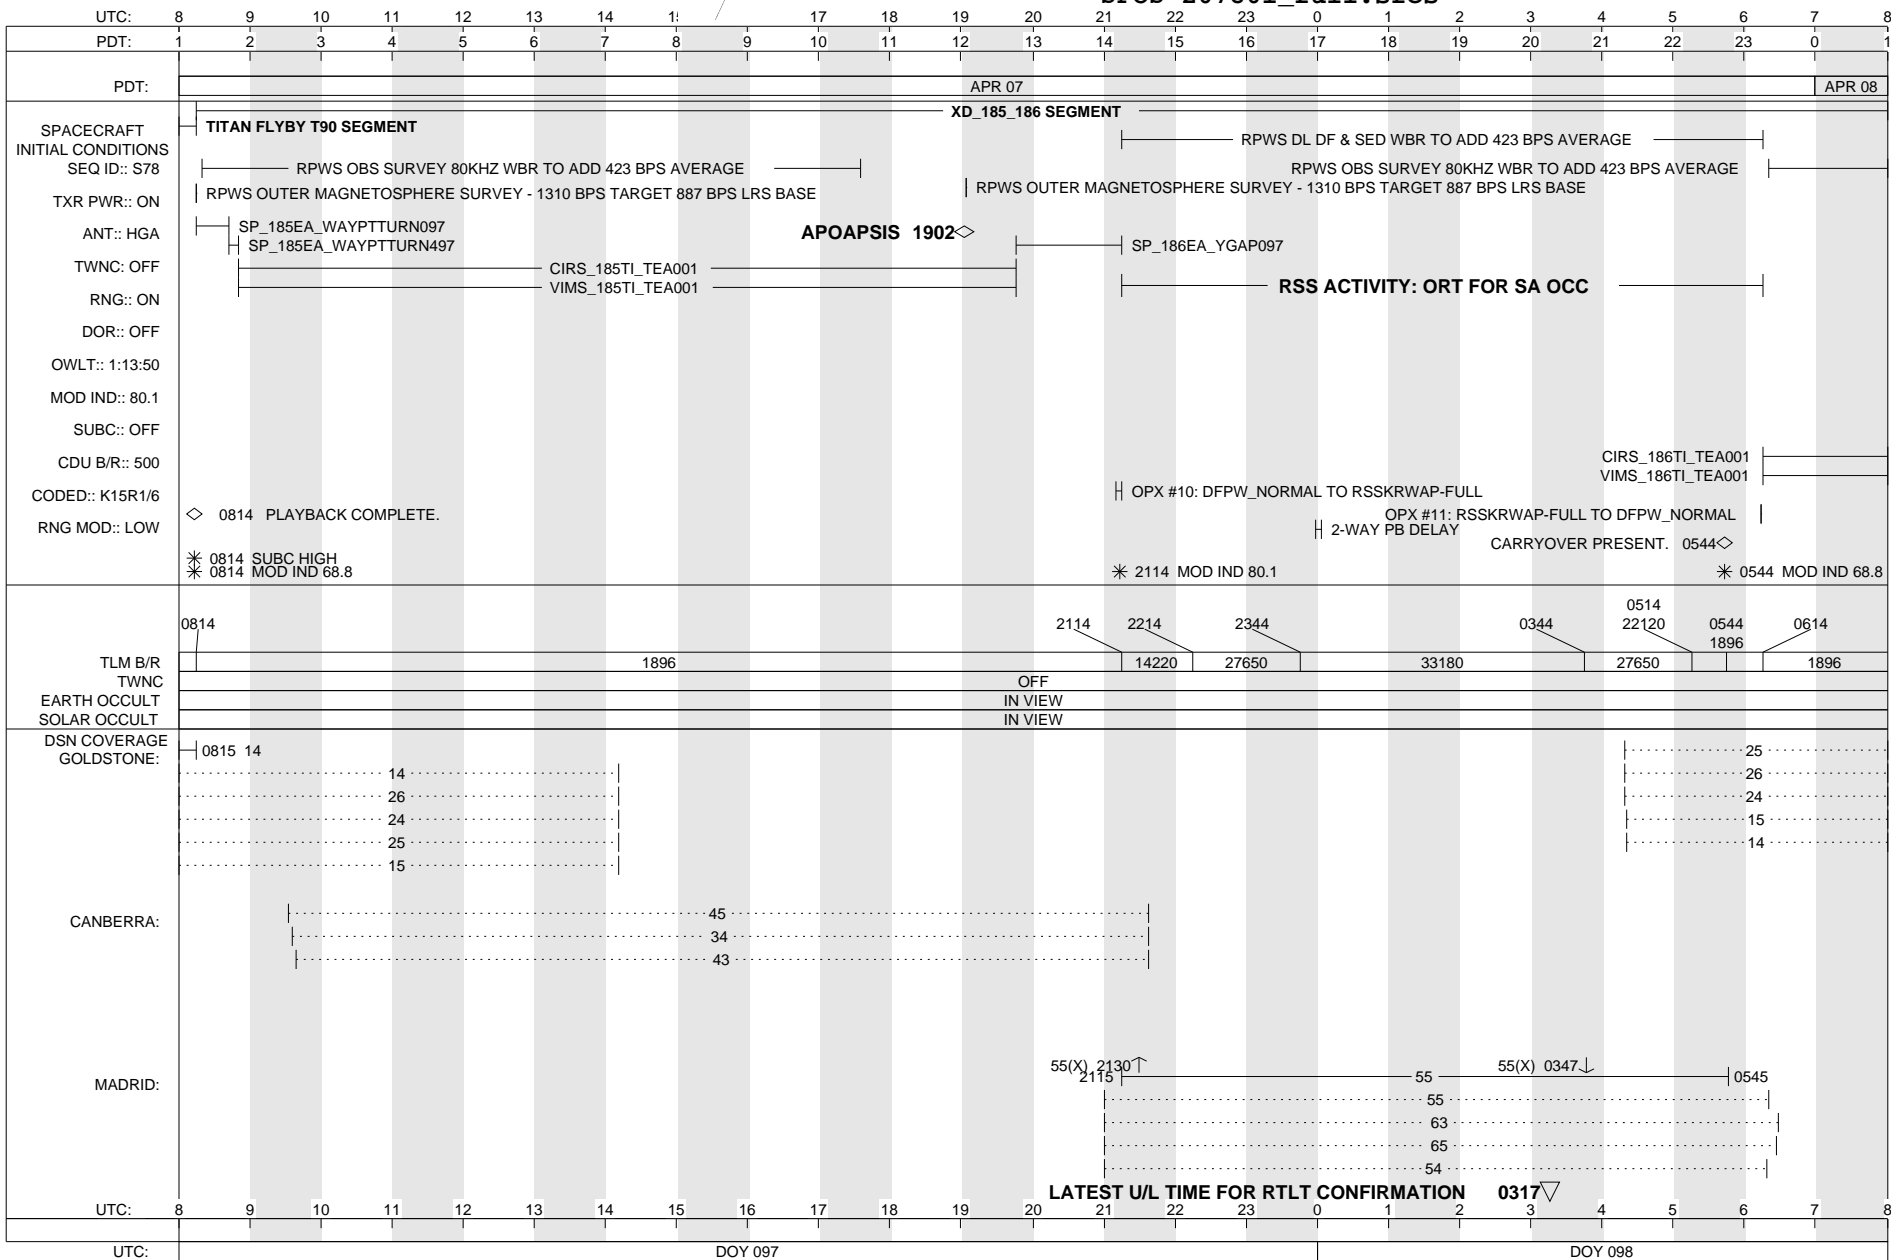 UTC: 8 9 10 11 12 13 14 17 18 19 20 21 22 23 0 1 2 3 4 5 6 7 8
PDT: 1 2 3 4 5 6 7 8 9 10 11 12 13 14 15 16 17 18 19 20 21 22 23 0 1
PDT: APR 07 APR 08
XD_185_186 SEGMENT
TITAN FLYBY T90 SEGMENT
SPACECRAFT
INITIAL CONDITIONS
RPWS DL DF & SED WBR TO ADD 423 BPS AVERAGE
SEQ ID:: S78
RPWS OBS SURVEY 80KHZ WBR TO ADD 423 BPS AVERAGE RPWS OBS SURVEY 80KHZ WBR TO ADD 423 BPS AVERAGE
RPWS OUTER MAGNETOSPHERE SURVEY - 1310 BPS TARGET 887 BPS LRS BASE RPWS OUTER MAGNETOSPHERE SURVEY - 1310 BPS TARGET 887 BPS LRS BASE
TXR PWR:: ON
SP_185EA_WAYPTTURN097
ANT:: HGA
APOAPSIS 1902
SP_185EA_WAYPTTURN497
SP_186EA_YGAP097
TWNC: OFF
CIRS_185TI_TEA001
VIMS_185TI_TEA001
RSS ACTIVITY: ORT FOR SA OCC
RNG:: ON
DOR:: OFF
OWLT:: 1:13:50
MOD IND:: 80.1
SUBC:: OFF
CDU B/R:: 500
CIRS_186TI_TEA001
VIMS_186TI_TEA001
CODED:: K15R1/6
OPX #10: DFPW_NORMAL TO RSSKRWAP-FULL
0814 PLAYBACK COMPLETE.
OPX #11: RSSKRWAP-FULL TO DFPW_NORMAL
RNG MOD:: LOW
2-WAY PB DELAY
CARRYOVER PRESENT. 0544
0814 SUBC HIGH
0814 MOD IND 68.8 2114 MOD IND 80.1 0544 MOD IND 68.8
0514
0814 2114 2214 2344 0344 22120 0544 0614
1896
TLM B/R 1896 14220 27650 33180 27650 1896
TWNC OFF
EARTH OCCULT IN VIEW
SOLAR OCCULT IN VIEW
DSN COVERAGE
GOLDSTONE: 0815 14 25
14 26
26 24
24 15
25 14
15
CANBERRA: 45
34
43
MADRID: 55(X) 2130 55(X) 0347
2115 55 0545
55
63
65
54
LATEST U/L TIME FOR RTLT CONFIRMATION 0317
UTC: 8 9 10 11 12 13 14 15 16 17 18 19 20 21 22 23 0 1 2 3 4 5 6 7 8
UTC: DOY 097 DOY 098